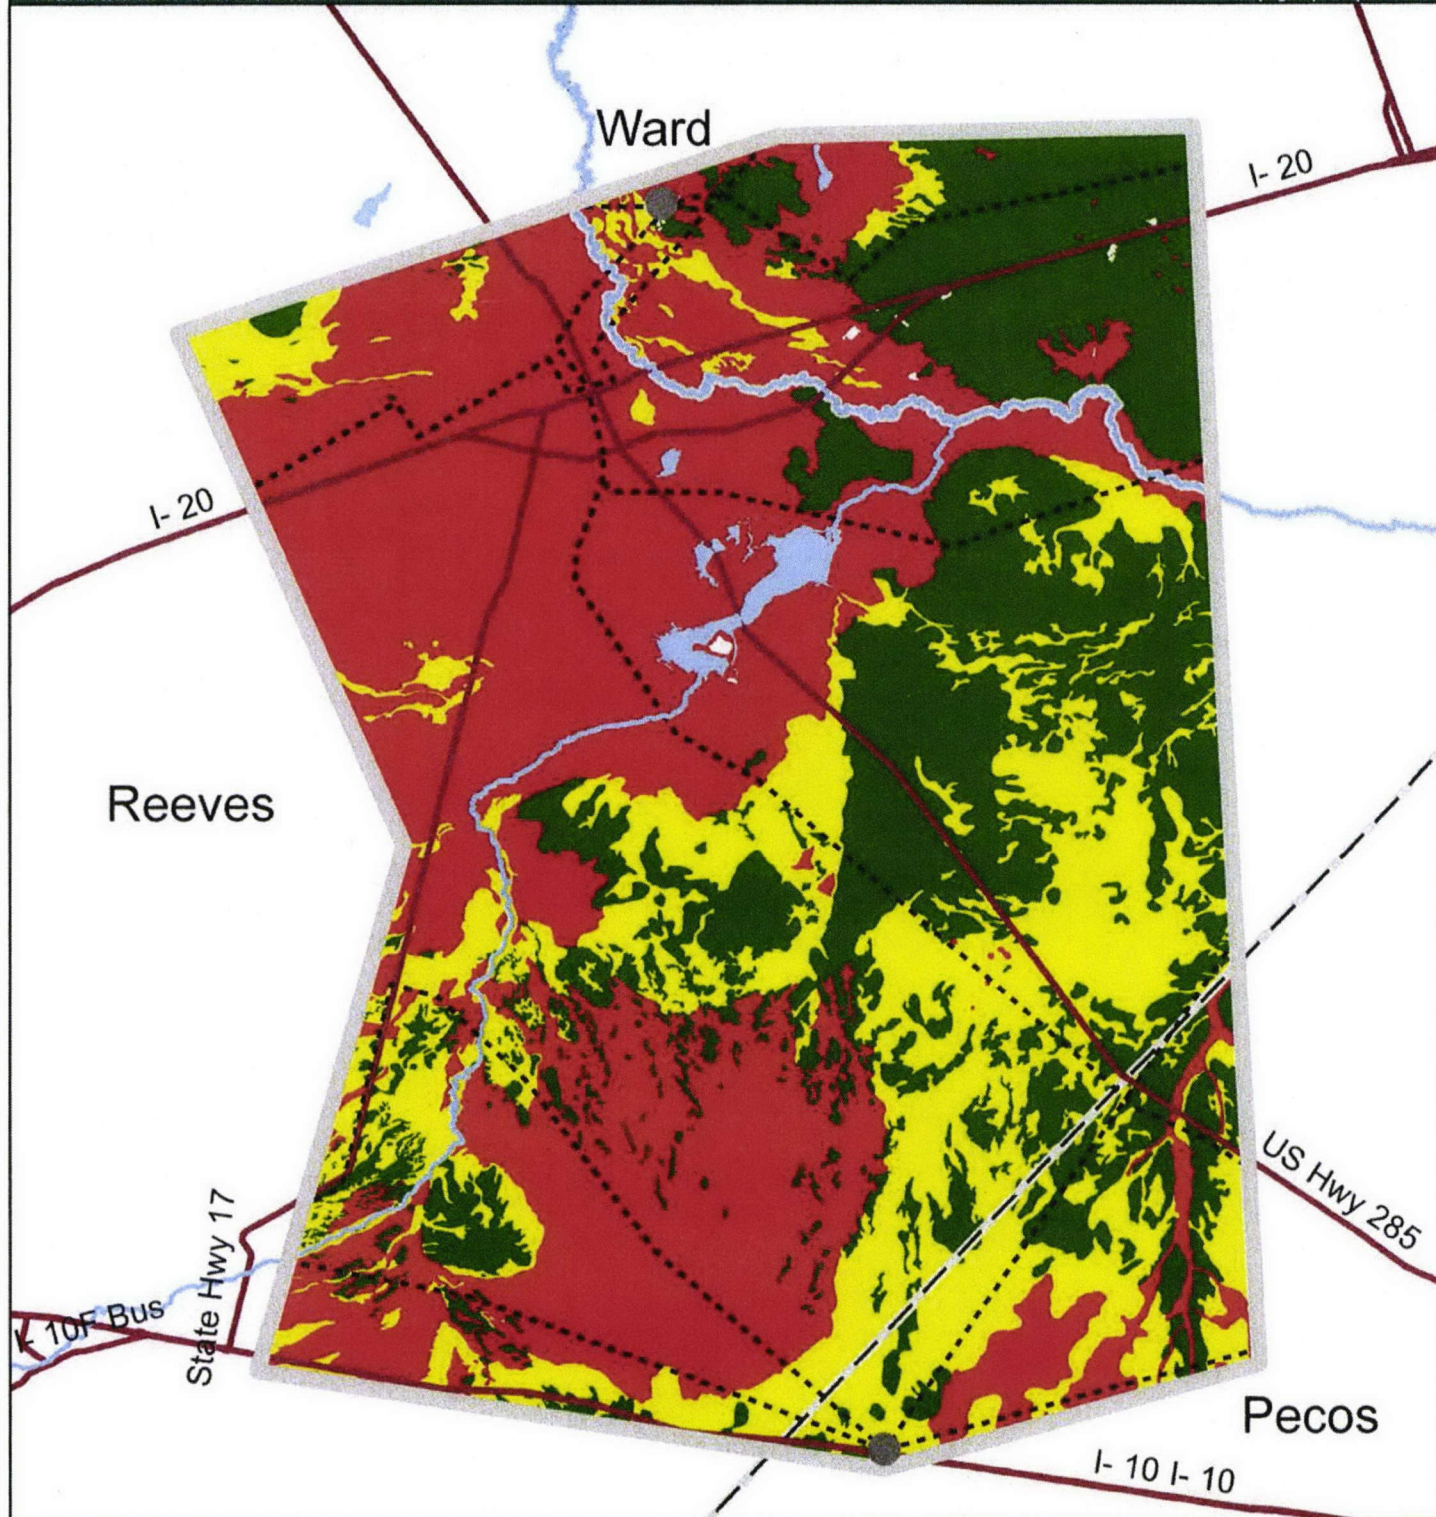 Ward
I- 20
I- 20
Reeves
US Hwy 285
State Hwy 17
I- 10F Bus
Pecos
I- 10 I- 10